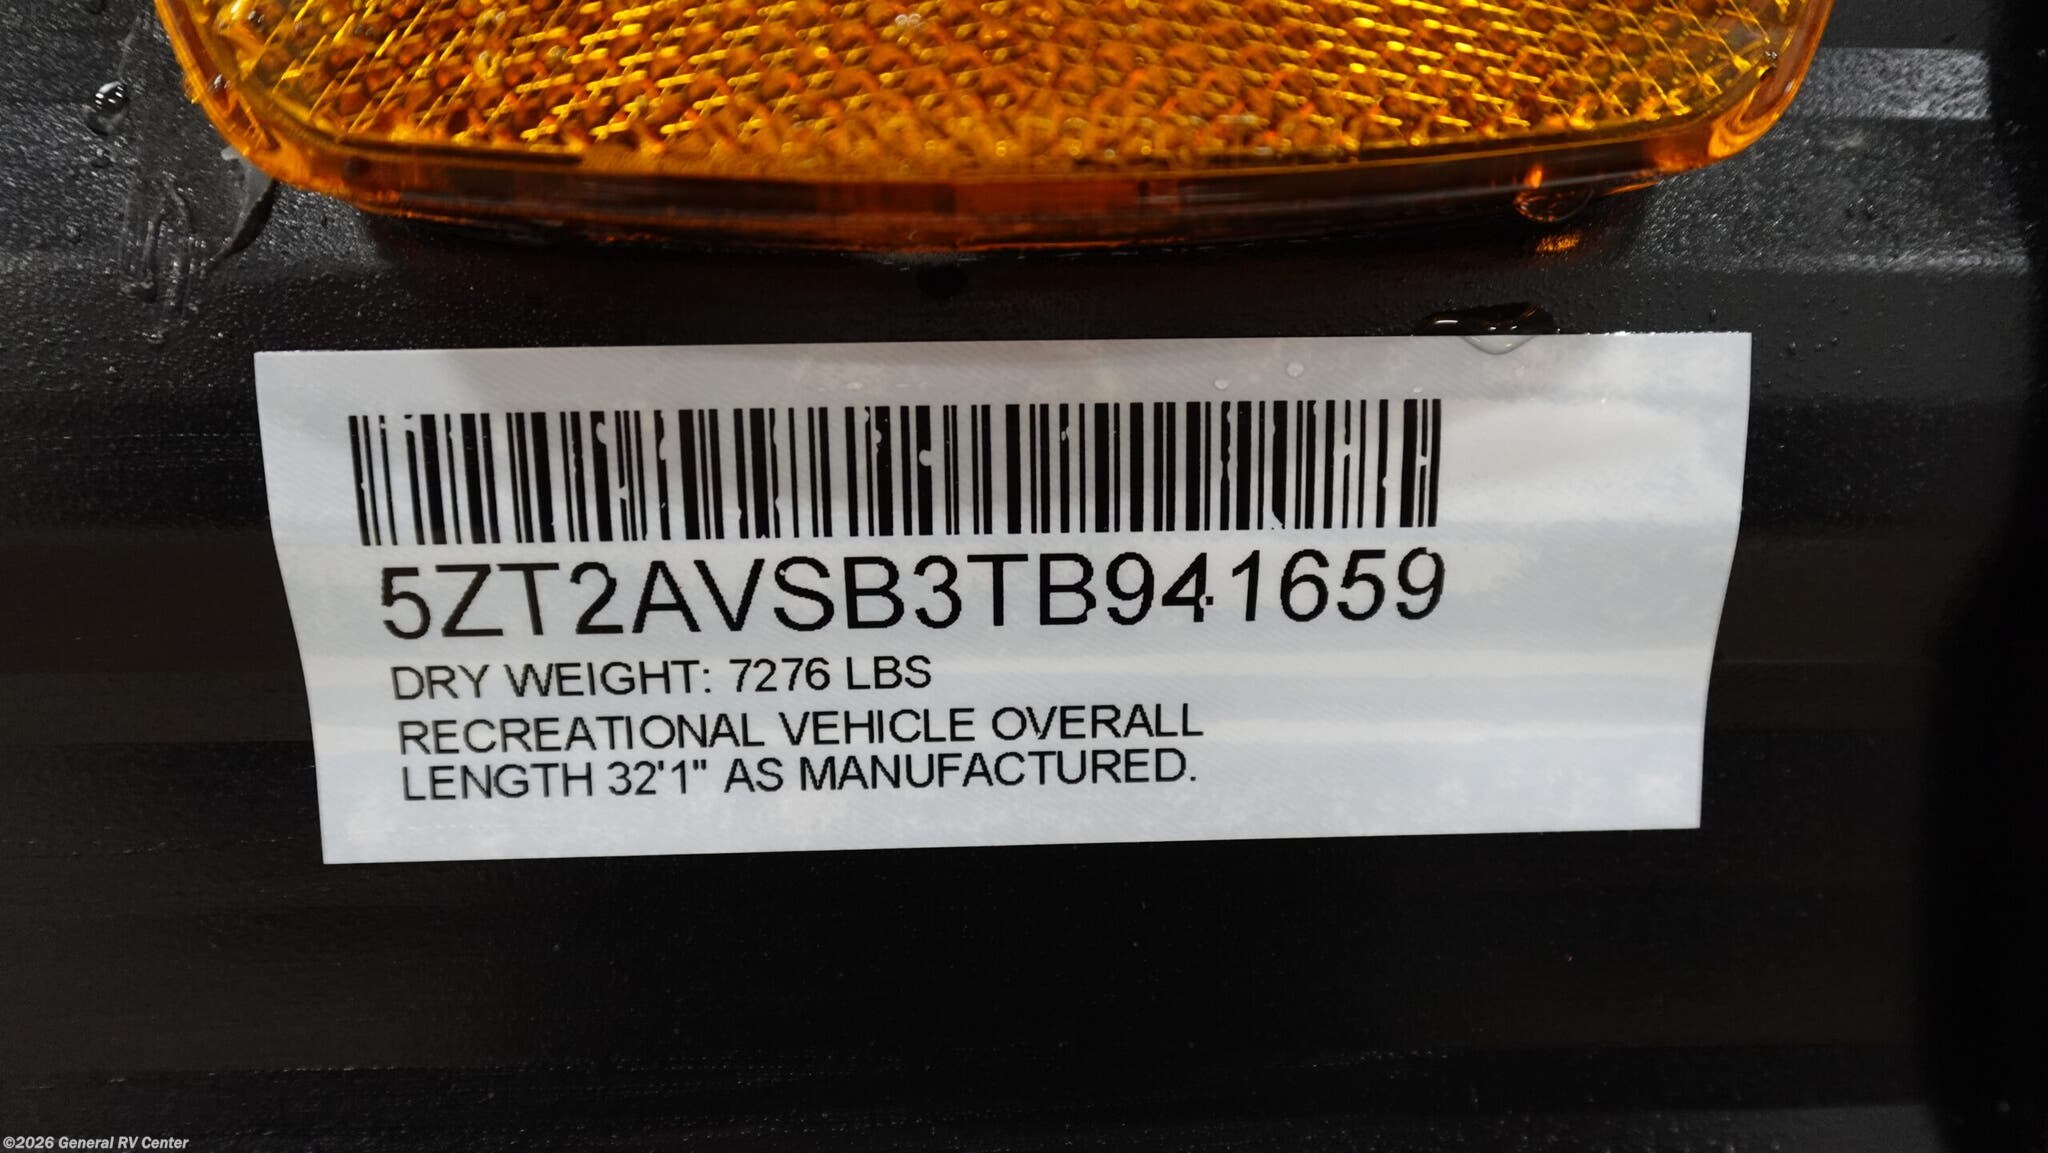 5ZT2AVSB3TB941659
DRY WEIGHT: 7276 LBS
RECREATIONAL VEHICLE OVERALL
LENGTH 32'1" AS MANUFACTURED.
©2026 General RV Center